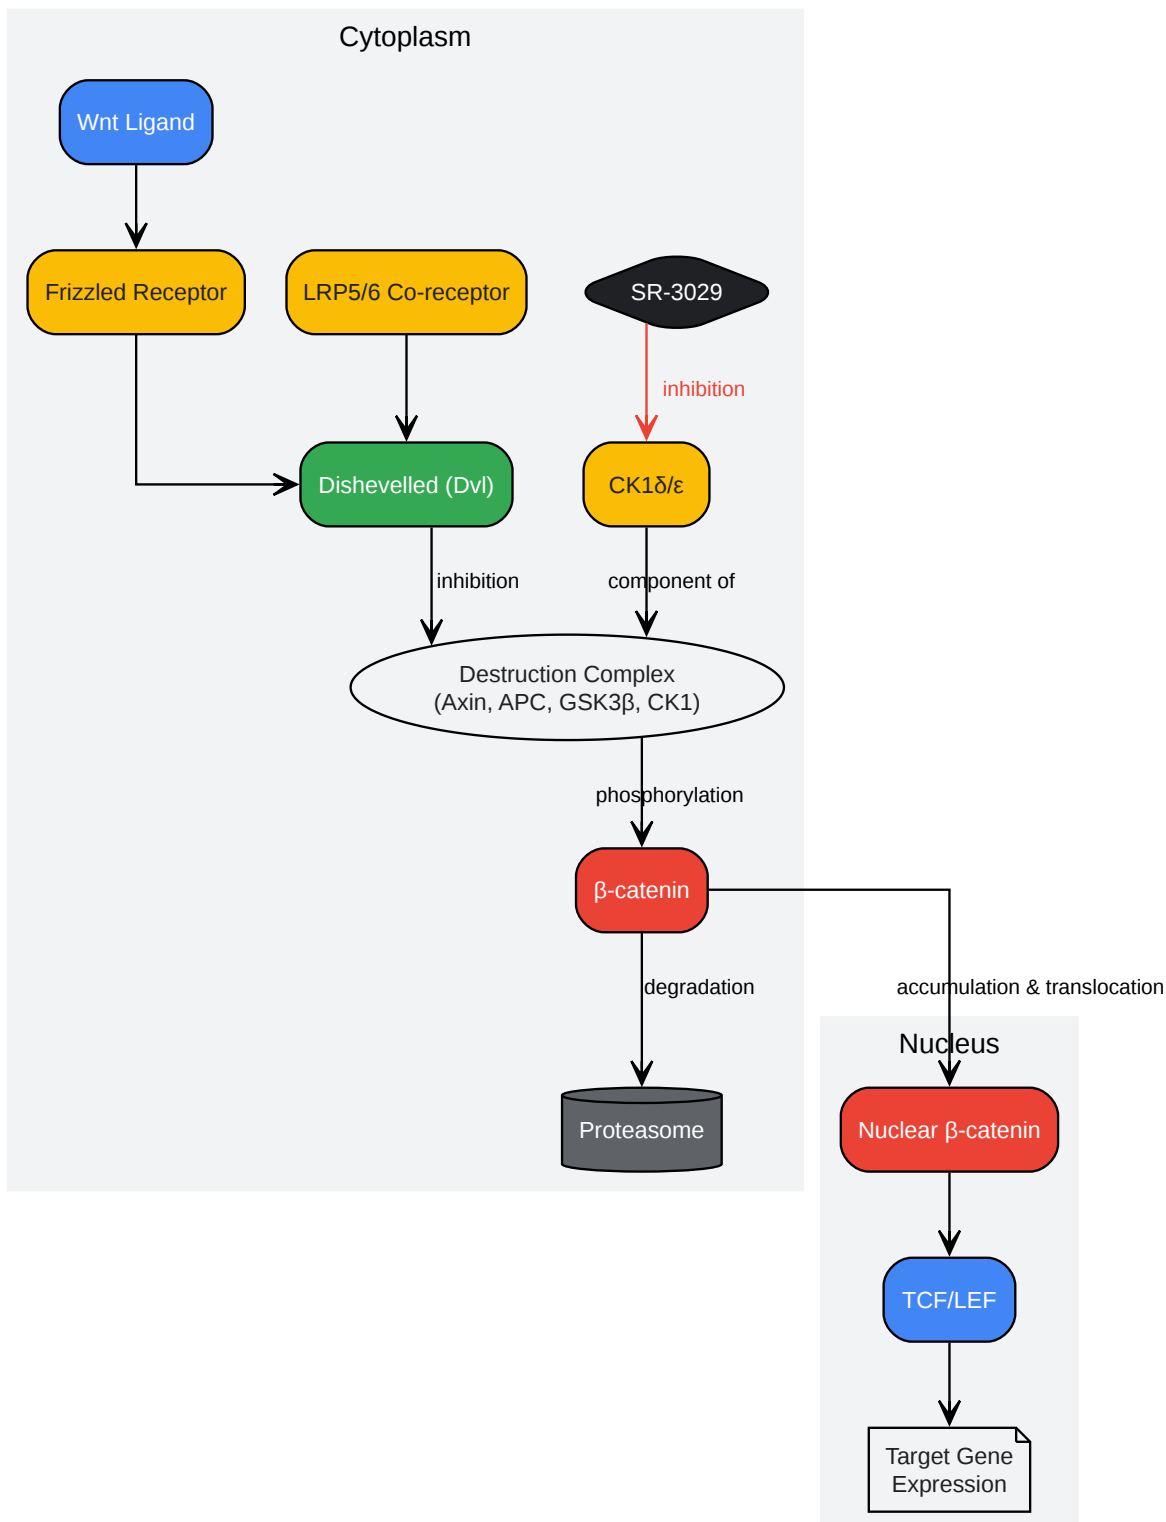 Cytoplasm
Wnt Ligand
Frizzled Receptor
LRP5/6 Co-receptor
SR-3029
inhibition
Dishevelled (Dvl)
CK1δ/ε
inhibition
component of
Destruction Complex
(Axin, APC, GSK3β, CK1)
phosphorylation
β-catenin
degradation
accumulation & translocation
Nucleus
Proteasome
Nuclear β-catenin
TCF/LEF
Target Gene
Expression